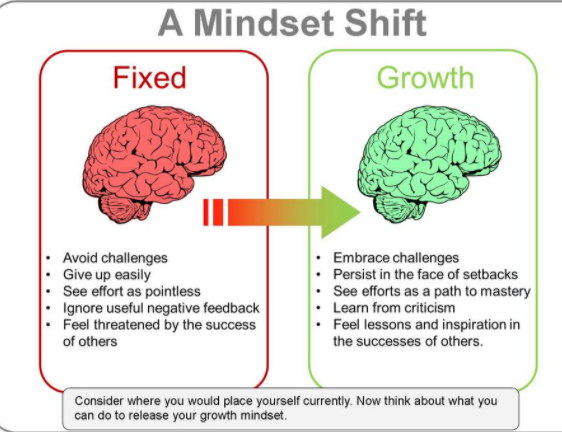 A Mindset Shift
Fixed
• Avoid challenges
• Give up easily
• See effort as pointless
• Ignore useful negative feedback
• Feel threatened by the success
of others
Growth
• Embrace challenges
• Persist in the face of setbacks
• See efforts as a path to mastery
• Learn from criticism
• Feel lessons and inspiration in
the successes of others.
Consider where you would place yourself currently. Now think about what you
can do to release your growth mindset.